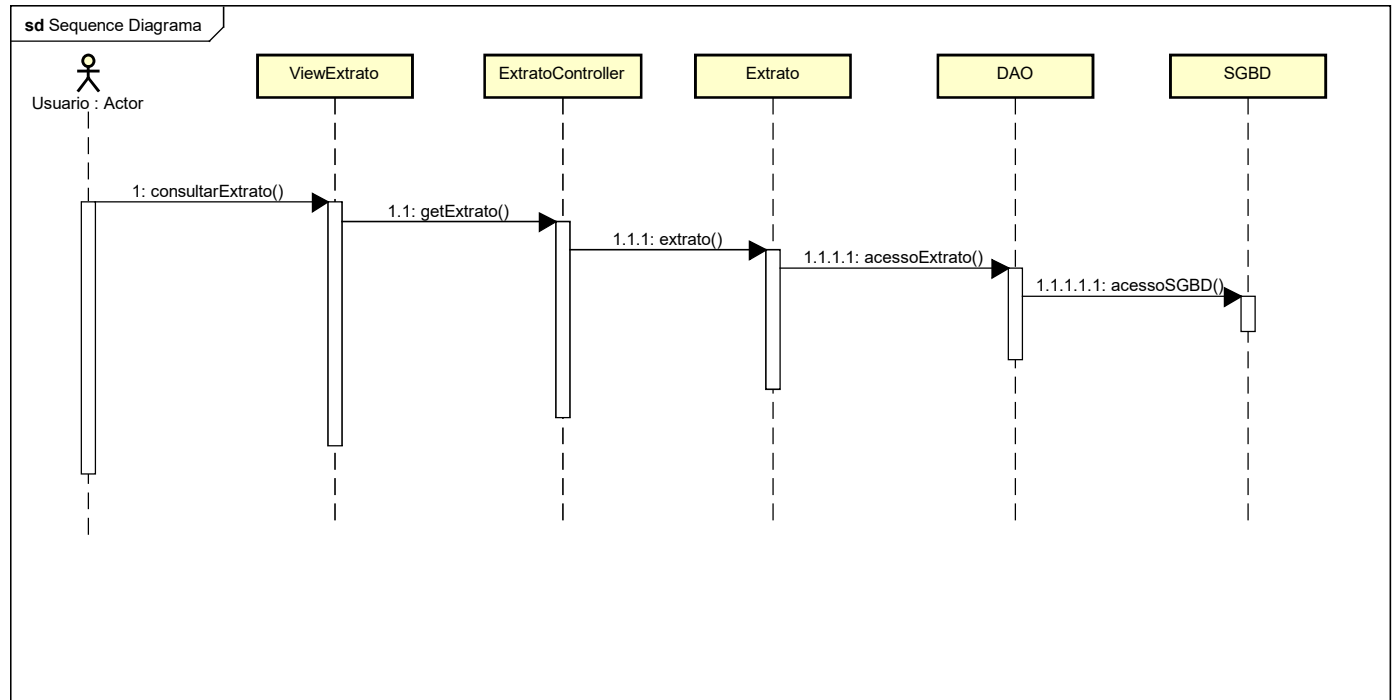 sd Sequence Diagrama
Usuario : Actor
ViewExtrato
ExtratoController
Extrato
DAO
SGBD
1: consultarExtrato()
1.1: getExtrato()
1.1.1: extrato()
1.1.1.1: acessoExtrato()
1.1.1.1.1: acessoSGBD()